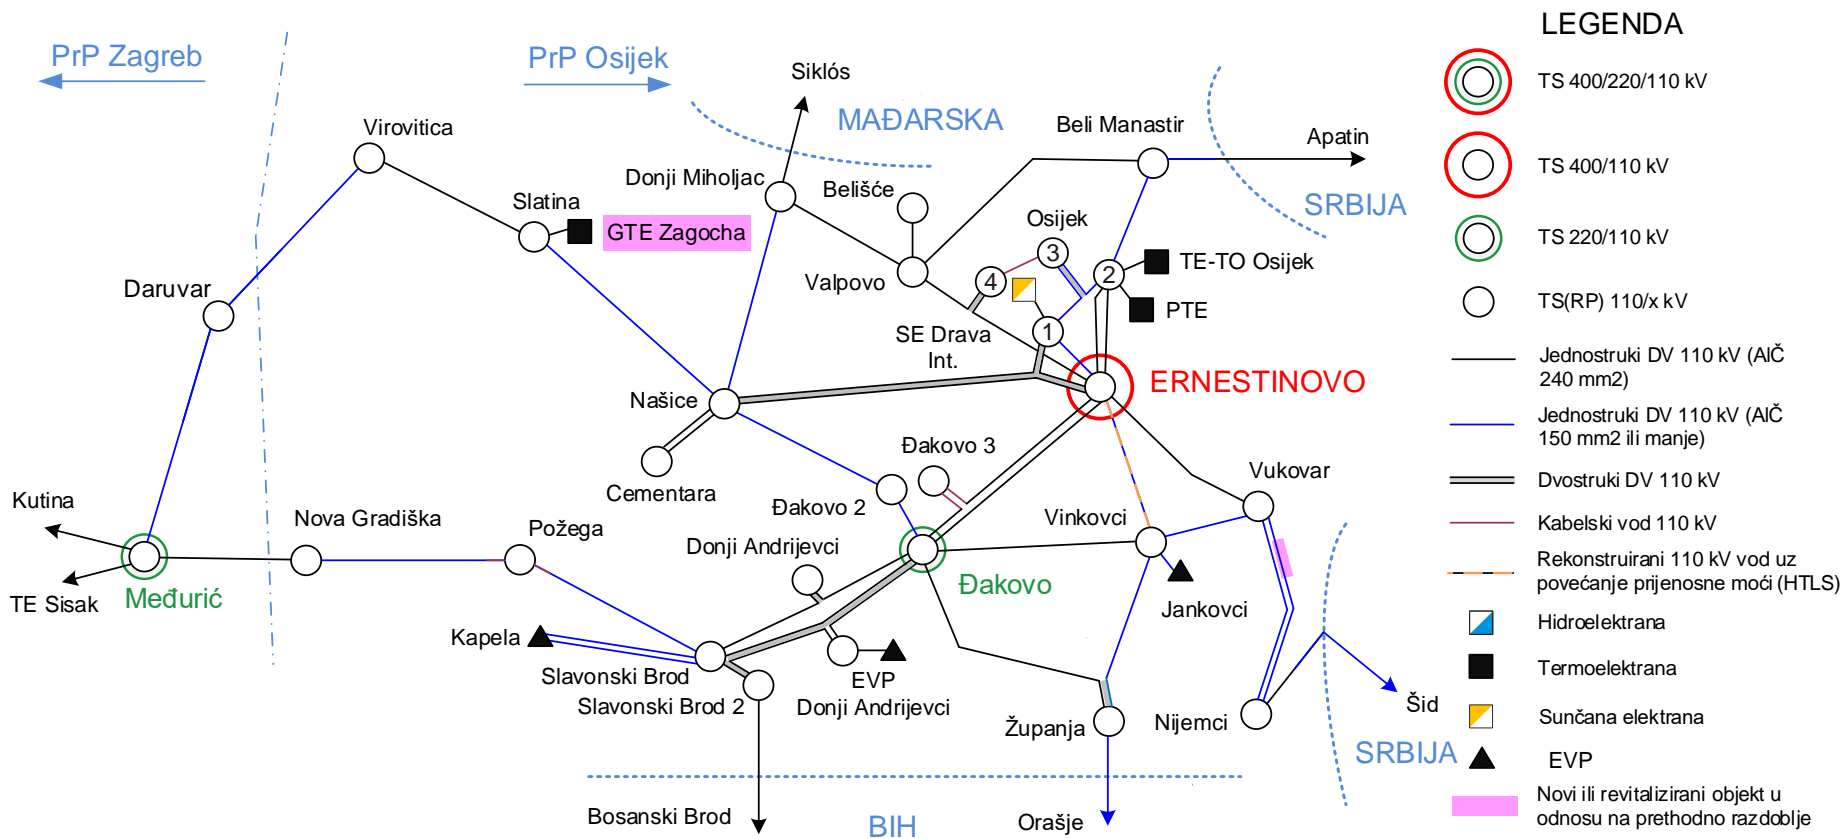 LEGENDA
PrP Zagreb
PrP Osijek
Siklós
MAĐARSKA
Beli Manastir
Apatin
TS 400/220/110 kV
Virovitica
Donji Miholjac
Belišće
TS 400/110 kV
Slatina
GTE Zagocha
Osijek
SRBIJA
TS 220/110 kV
3
2
TE-TO Osijek
4
Valpovo
Daruvar
PTE
TS(RP) 110/x kV
SE Drava
Int.
1
Jednostruki DV 110 kV (AlČ
240 mm2)
ERNESTINOVO
Našice
Jednostruki DV 110 kV (AlČ
150 mm2 ili manje)
Đakovo 3
Vukovar
Cementara
Dvostruki DV 110 kV
Kutina
Nova Gradiška
Požega
Đakovo 2
Vinkovci
Kabelski vod 110 kV
Donji Andrijevci
Rekonstruirani 110 kV vod uz
povećanje prijenosne moći (HTLS)
TE Sisak
Međurić
Đakovo
Jankovci
Hidroelektrana
Kapela
Slavonski Brod
EVP
Donji Andrijevci
Termoelektrana
Slavonski Brod 2
Županja
Nijemci
Šid
Sunčana elektrana
SRBIJA
EVP
Bosanski Brod
BIH
Orašje
Novi ili revitalizirani objekt u
odnosu na prethodno razdoblje